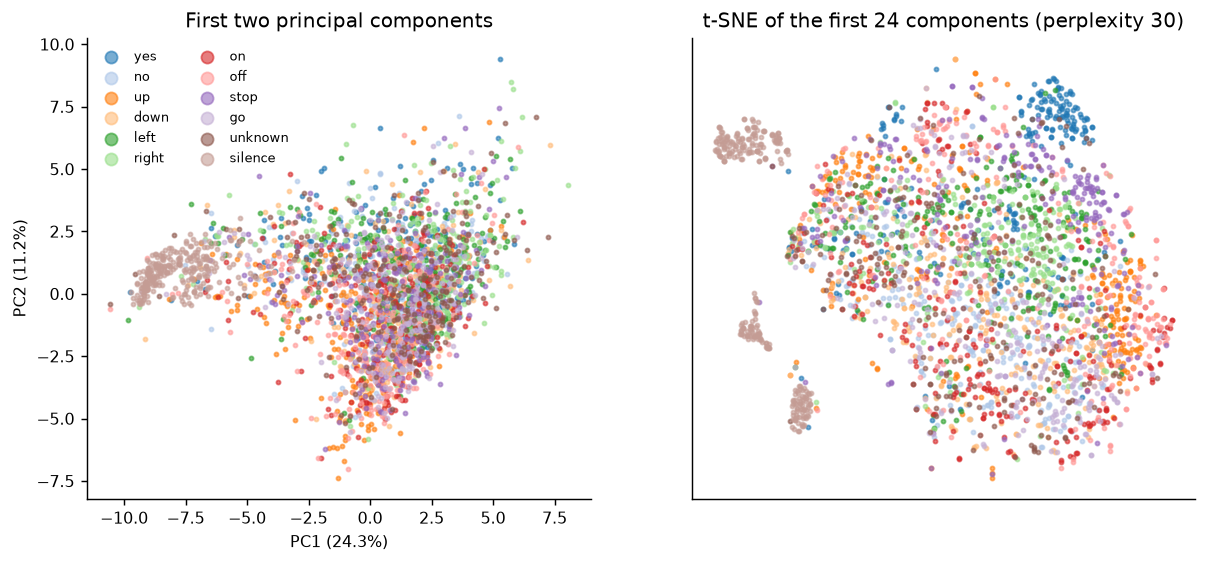 First two principal components
10.0
7.5
5.0
2.5
0.0
−2.5
−5.0
−7.5
PC2 (11.2%)
yes
no
up
down
left
right
on
off
stop
go
unknown
silence
−10.0 −7.5 −5.0 −2.5 0.0 2.5 5.0 7.5
PC1 (24.3%)
t-SNE of the first 24 components (perplexity 30)